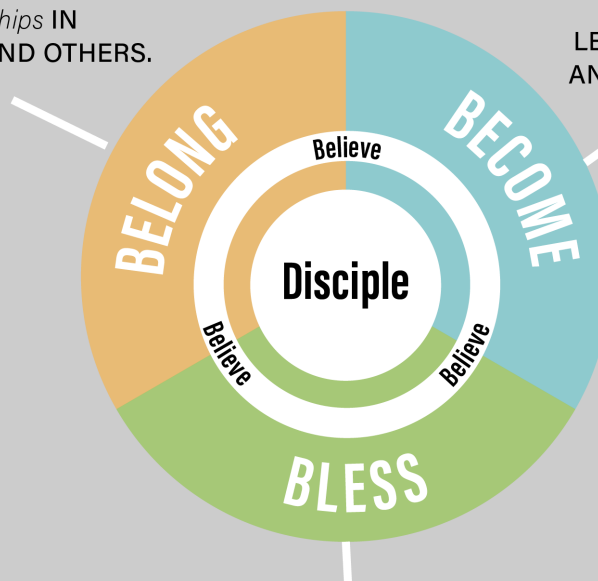 hips IN
ND OTHERS.
LE
AN
BELONG
BECOME
Believe
Disciple
Believe
Believe
BLESS